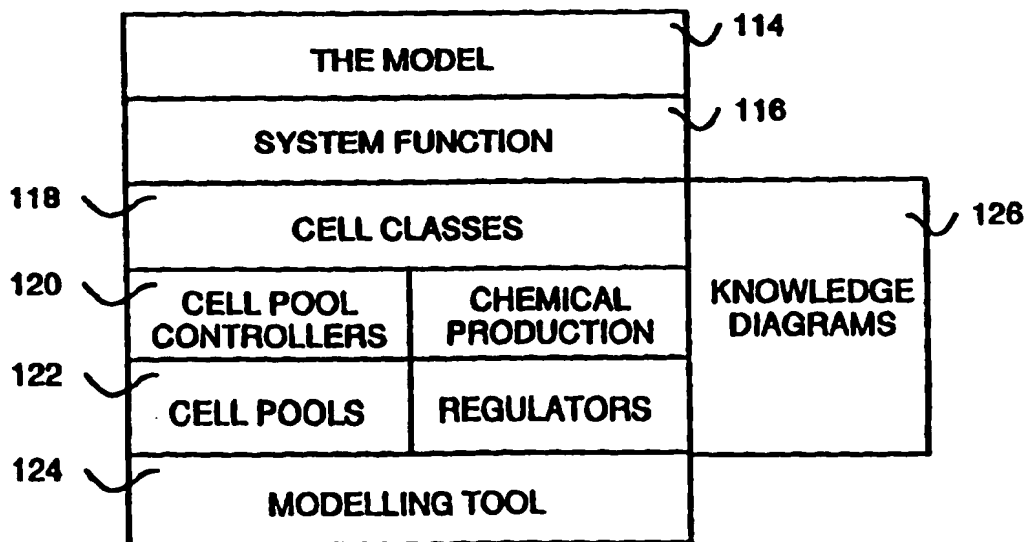 THE MODEL
114
SYSTEM FUNCTION
116
118
CELL CLASSES
126
120
CELL POOL
CONTROLLERS
CHEMICAL
PRODUCTION
KNOWLEDGE
DIAGRAMS
122
CELL POOLS
REGULATORS
124
MODELLING TOOL